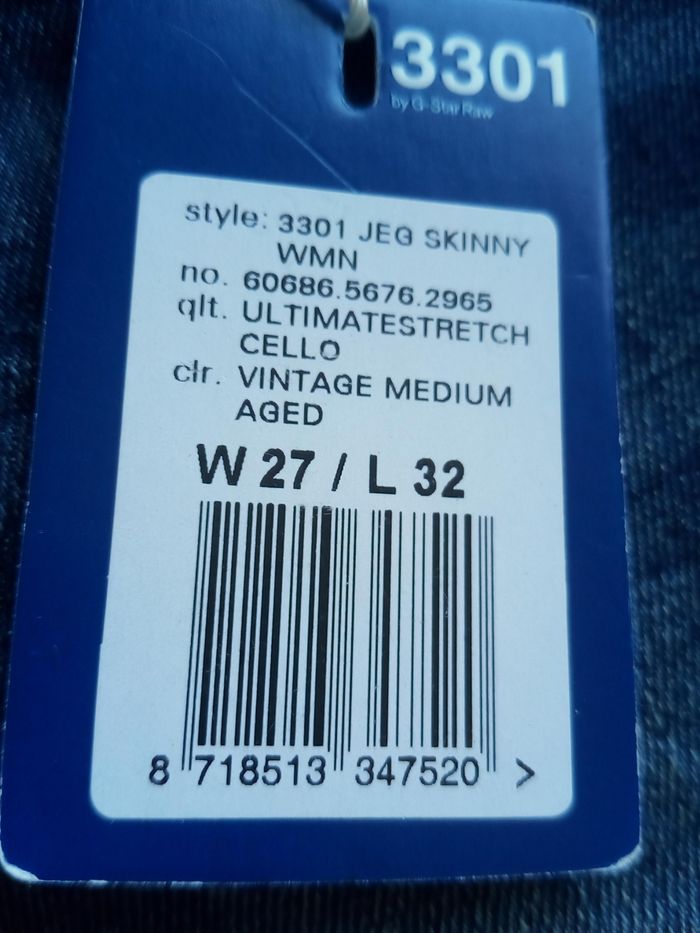 3301
by G-Star Raw
style: 3301 JEG SKINNY
WMN
no. 60686.5676.2965
qlt. ULTIMATESTRETCH
CELLO
clr. VINTAGE MEDIUM
AGED
W 27 / L 32
8 718513 347520 >